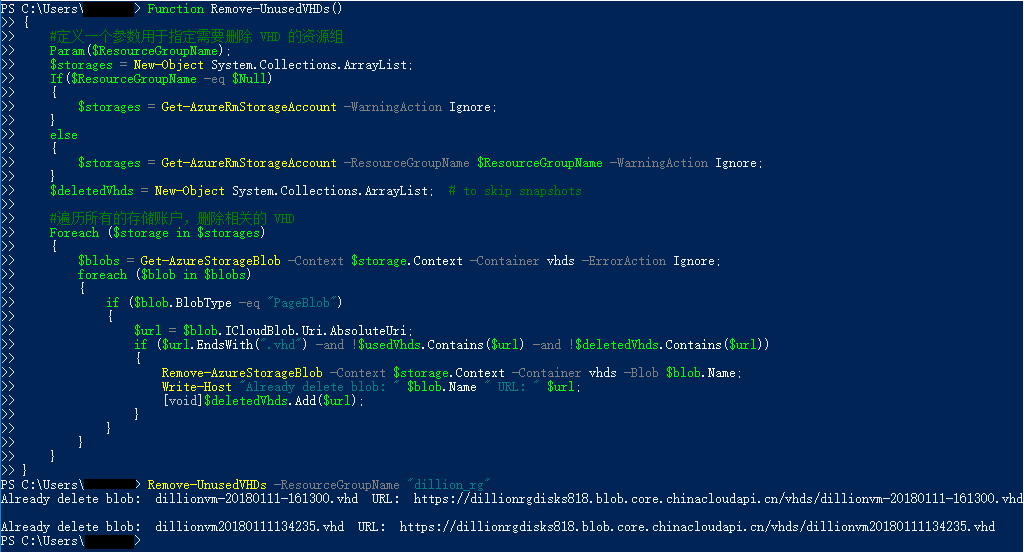 PS C:\Users\> Function Remove-UnusedVHDs()
>> {
>>     #定义一个参数用于指定需要删除 VHD 的资源组
>>     Param($ResourceGroupName);
>>     $storages = New-Object System.Collections.ArrayList;
>>     If($ResourceGroupName -eq $Null)
>>     {
>>         $storages = Get-AzureRmStorageAccount -WarningAction Ignore;
>>     }
>>     else
>>     {
>>         $storages = Get-AzureRmStorageAccount -ResourceGroupName $ResourceGroupName -WarningAction Ignore;
>>     }
>>     $deletedVhds = New-Object System.Collections.ArrayList;  # to skip snapshots
>>
>>     #遍历所有的存储账户, 删除相关的 VHD
>>     Foreach ($storage in $storages)
>>     {
>>         $blobs = Get-AzureStorageBlob -Context $storage.Context -Container vhds -ErrorAction Ignore;
>>         foreach ($blob in $blobs)
>>         {
>>             if ($blob.BlobType -eq "PageBlob")
>>             {
>>                 $url = $blob.ICloudBlob.Uri.AbsoluteUri;
>>                 if ($url.EndsWith(".vhd") -and !$usedVhds.Contains($url) -and !$deletedVhds.Contains($url))
>>                 {
>>                     Remove-AzureStorageBlob -Context $storage.Context -Container vhds -Blob $blob.Name;
>>                     Write-Host "Already delete blob: " $blob.Name " URL: " $url;
>>                     [void]$deletedVhds.Add($url);
>>                 }
>>             }
>>         }
>>     }
>> }
PS C:\Users\> Remove-UnusedVHDs -ResourceGroupName "dillion_rg"
Already delete blob:  dillionvm-20180111-161300.vhd  URL:  https://dillionrgdisks818.blob.core.chinacloudapi.cn/vhds/dillionvm-20180111-161300.vhd
Already delete blob:  dillionvm20180111134235.vhd  URL:  https://dillionrgdisks818.blob.core.chinacloudapi.cn/vhds/dillionvm20180111134235.vhd
PS C:\Users\>